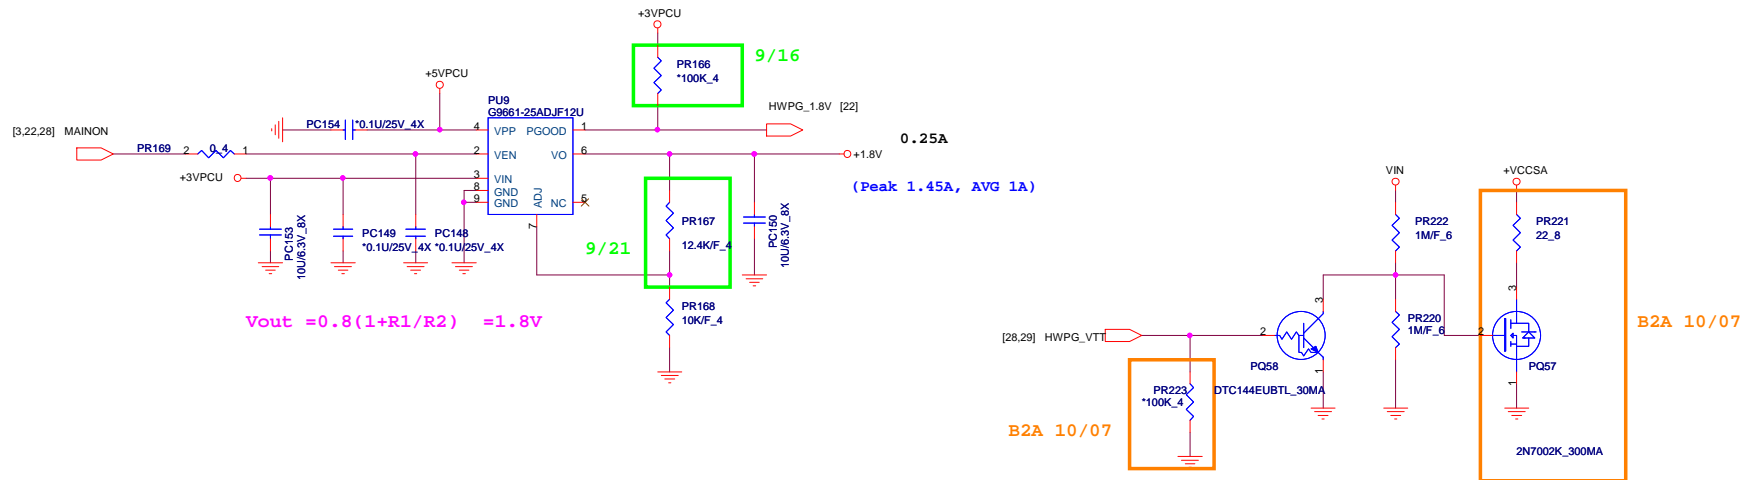 +3VPCU
9/16
PR166
*100K_4
+5VPCU
PU9
G9661-25ADJF12U
HWPG_1.8V [22]
[3,22,28] MAINON
PC154
*0.1U/25V_4X
4
VPP
PGOOD
1
0.25A
PR169
2
0_4
1
2
VEN
VO
6
+1.8V
+3VPCU
3
VIN
8
GND
9
GND
ADJ
NC
5
7
(Peak 1.45A, AVG 1A)
PC153
10U/6.3V_8X
PC149
*0.1U/25V_4X
PC148
*0.1U/25V_4X
9/21
PR167
12.4K/F_4
PC150
10U/6.3V_8X
PR168
10K/F_4
Vout =0.8(1+R1/R2) =1.8V
VIN
+VCCSA
PR222
1M/F_6
PR221
22_8
3
3
PR220
1M/F_6
B2A 10/07
[28,29] HWPG_VTT
2
2
PQ58
DTC144EUBTL_30MA
1
PQ57
1
PR223
*100K_4
B2A 10/07
2N7002K_300MA